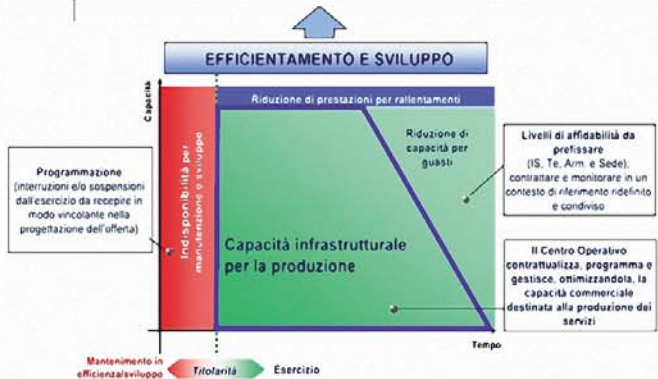 EFFICIENTAMENTO E SVILUPPO
Capacità
Riduzione di prestazioni per rallentamenti
Indisponibilità per
manutenzione e sviluppo
Riduzione di
capacità per
guasti
Programmazione
(interruzioni e/o sospensioni
dall'esercizio da recepire in
modo vincolante nella
progettazione dell'offerta)
Livelli di affidabilità da
prefissare
(IS, Te, Arm. e Sede),
contrattare e monitorare in un
contesto di riferimento ridefinito
e condiviso
Capacità infrastrutturale
per la produzione
Il Centro Operativo
contrattualizza, programma e
gestisce, ottimizzandola, la
capacità commerciale
destinata alla produzione dei
servizi
Tempo
Mantenimento in
efficienza/sviluppo
Titolarità
Esercizio